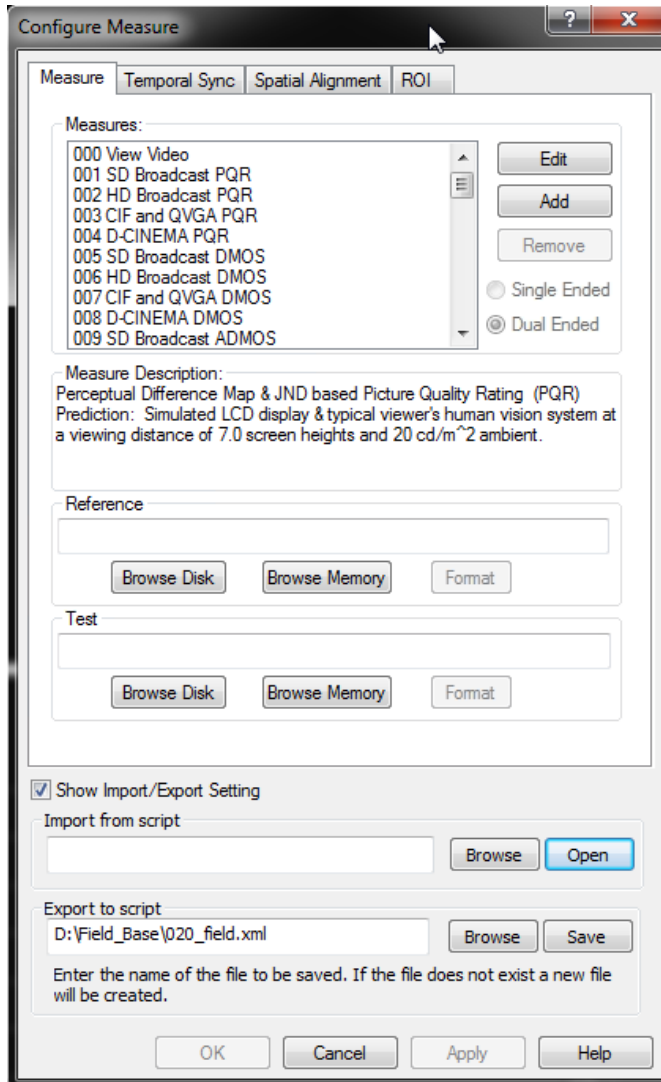 Configure Measure
?
Measure
Temporal Sync
Spatial Alignment
ROI
Measures:
000 View Video
001 SD Broadcast PQR
002 HD Broadcast PQR
003 CIF and QVGA PQR
004 D-CINEMA PQR
005 SD Broadcast DMOS
006 HD Broadcast DMOS
007 CIF and QVGA DMOS
008 D-CINEMA DMOS
009 SD Broadcast ADMOS
Edit
Add
Remove
Single Ended
Dual Ended
Measure Description:
Perceptual Difference Map & JND based Picture Quality Rating (PQR)
Prediction: Simulated LCD display & typical viewer's human vision system at
a viewing distance of 7.0 screen heights and 20 cd/m^2 ambient.
Reference
Browse Disk
Browse Memory
Format
Test
Browse Disk
Browse Memory
Format
Show Import/Export Setting
Import from script
Browse
Open
Export to script
D:\Field_Base\020_field.xml
Browse
Save
Enter the name of the file to be saved. If the file does not exist a new file
will be created.
OK
Cancel
Apply
Help